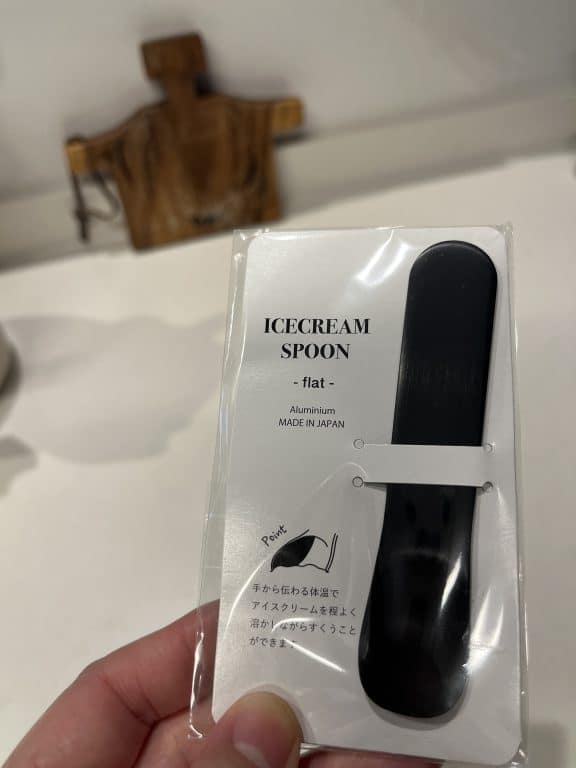 ICECREAM
SPOON
- flat -
Aluminium
MADE IN JAPAN
Point
手から伝わる体温で
アイスクリームを程よく
溶かしながらすくうこと
ができます